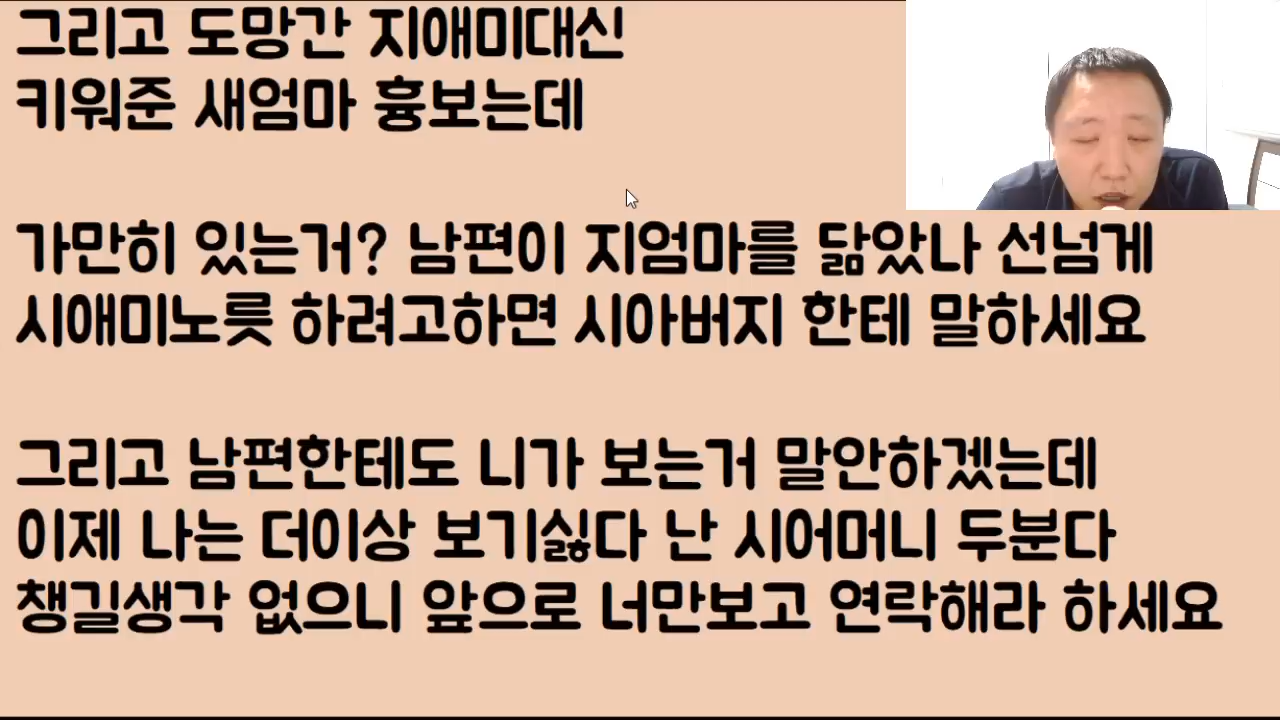 그리고 도망간 지애미대신
키워준 새엄마 흉보는데
가만히 있는거? 남편이 지엄마를 닮았나 선넘게
시애미노릇 하려고하면 시아버지 한테 말하세요
그리고 남편한테도 니가 보는거 말안하겠는데
이제 나는 더이상 보기싫다 난 시어머니 두분다
챙길생각 없으니 앞으로 너만보고 연락해라 하세요